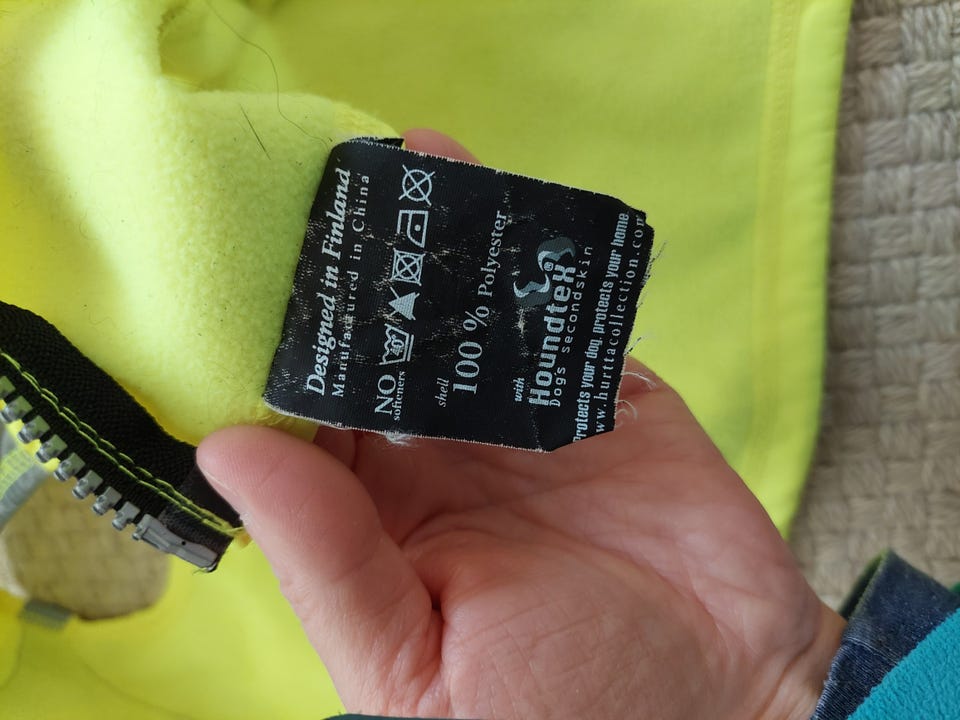 Designed in Finland
Manufactured in China
NO
softeners
shell
100 % Polyester
with
Houndtex®
Dogs secondskin
Protects your dog, protects your home.
www.hurttacollection.com